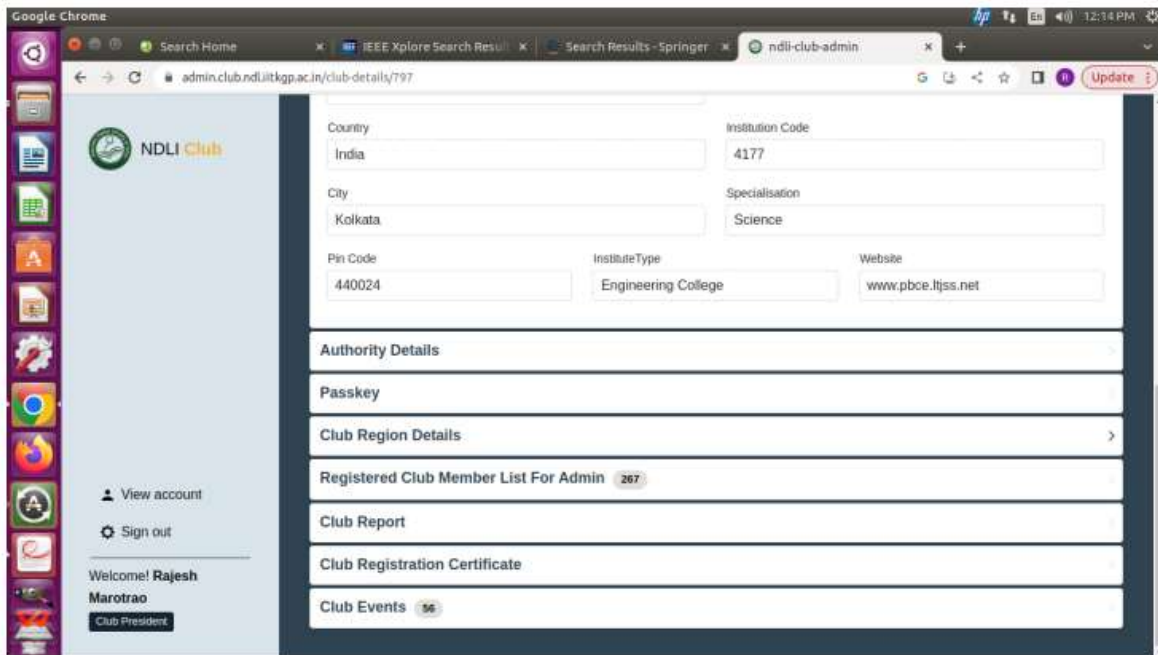 Google Chrome
hp
En
12:14 PM
Search Home
IEEE Xplore Search Resul
Search Results - Springer
ndli-club-admin
admin.club.ndl.iitkgp.ac.in/club-details/797
G
R
Update
NDLI Club
Country
Institution Code
India
4177
City
Specialisation
Kolkata
Science
Pin Code
InstituteType
Website
440024
Engineering College
www.pbce.ltjss.net
Authority Details
Passkey
Club Region Details
Registered Club Member List For Admin 267
Club Report
Club Registration Certificate
Club Events 56
View account
Sign out
Welcome! Rajesh
Marotrao
Club President